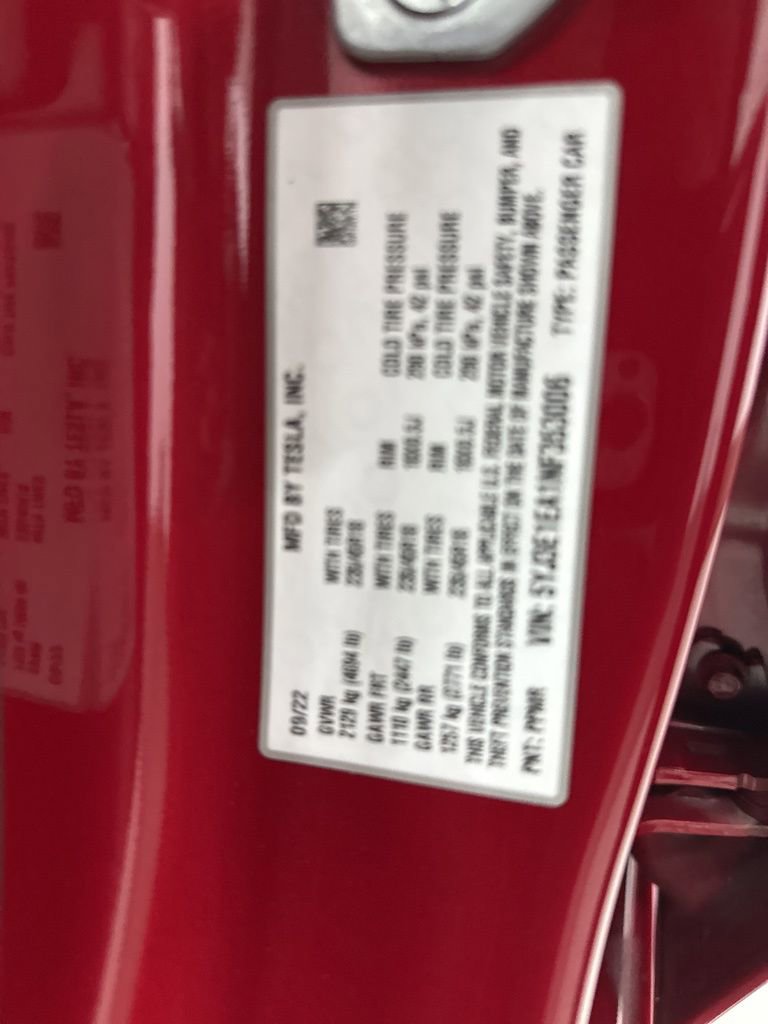 MFD BY TESLA, INC.
09/22
GVWR
2129 kg (4694 lb)
WITH TIRES
235/45R18
GAWR FRT
1110 kg (2447 lb)
WITH TIRES
235/45R18
RIM
18X8.5J
COLD TIRE PRESSURE
290 kPa, 42 psi
GAWR RR
1257 kg (2771 lb)
WITH TIRES
235/45R18
RIM
18X8.5J
COLD TIRE PRESSURE
290 kPa, 42 psi
THIS VEHICLE CONFORMS TO ALL APPLICABLE U.S. FEDERAL MOTOR VEHICLE SAFETY, BUMPER, AND
THEFT PREVENTION STANDARDS IN EFFECT ON THE DATE OF MANUFACTURE SHOWN ABOVE.
PNT: PPMR VIN: TYPE: PASSENGER CAR